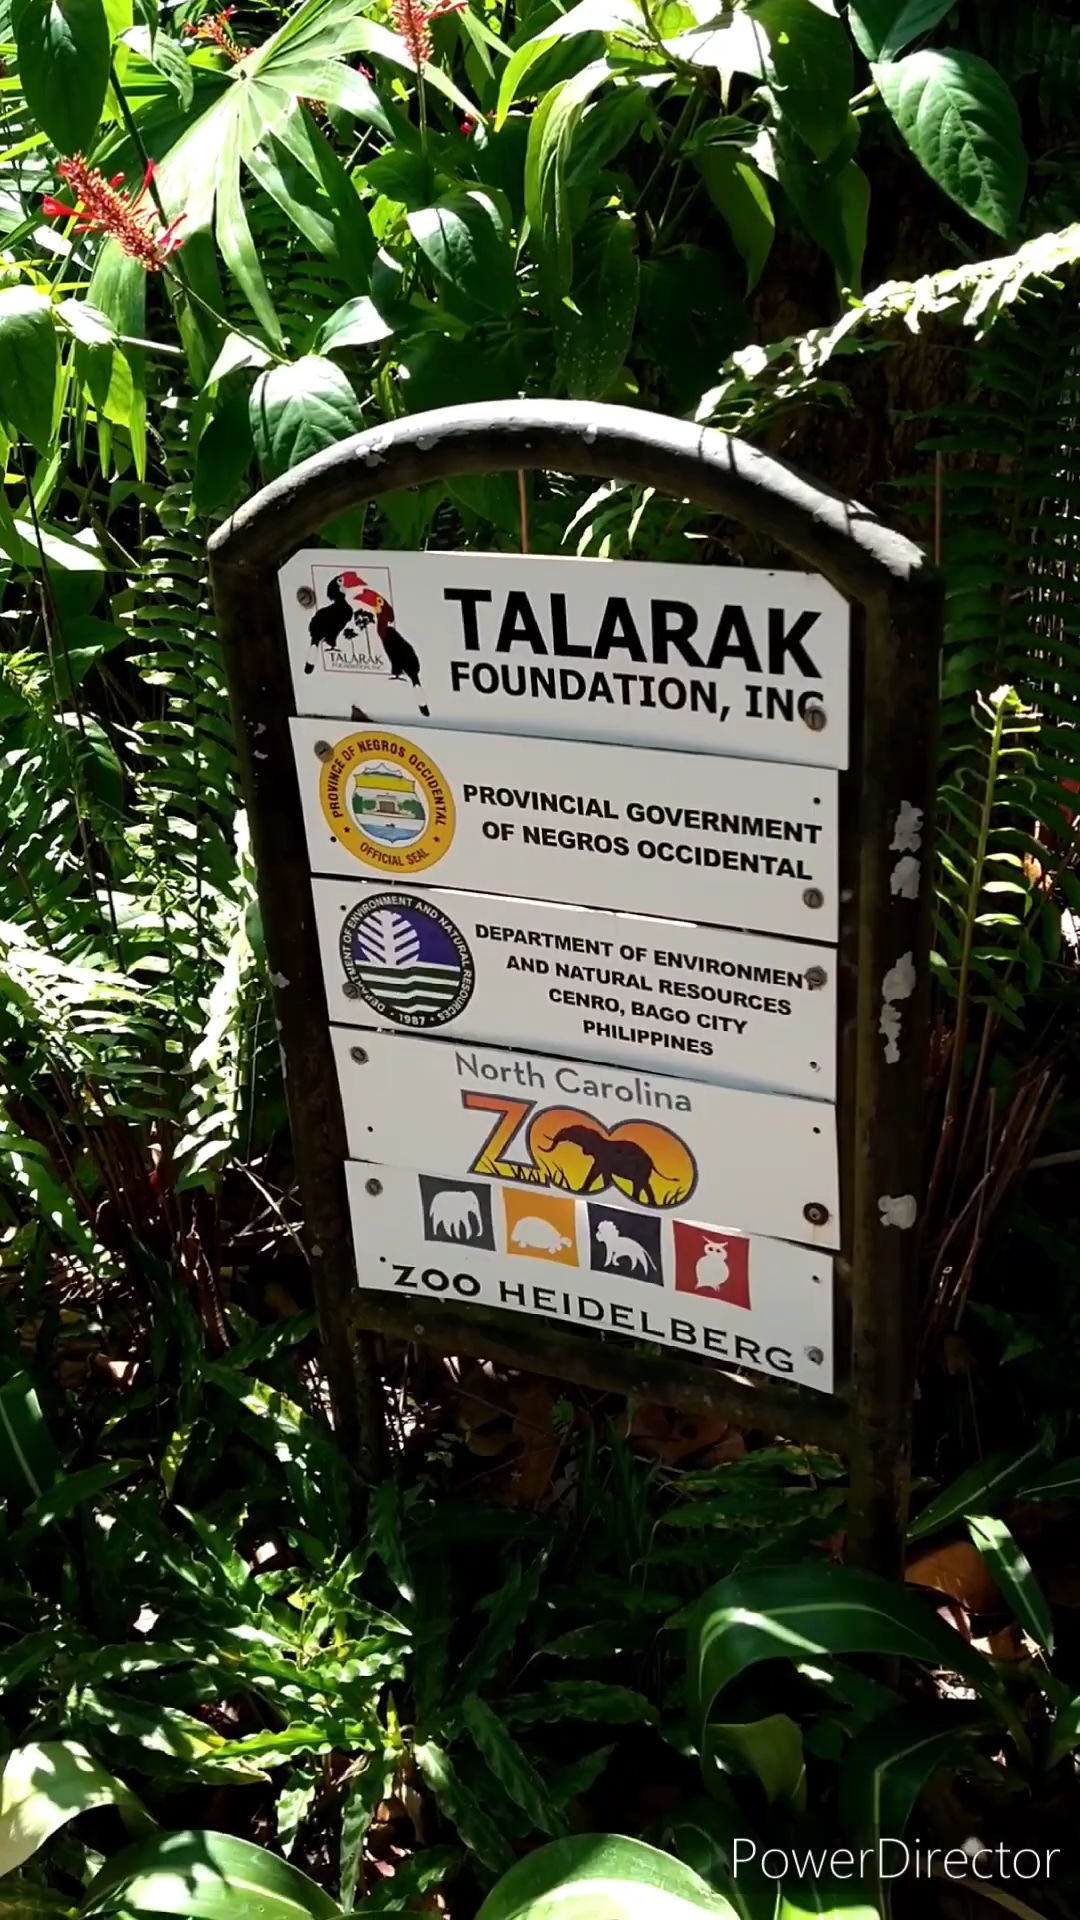 TALARAK
FOUNDATION, INC
TALARAK
PROVINCE OF NEGROS OCCIDENTAL
OFFICIAL SEAL
PROVINCIAL GOVERNMENT
OF NEGROS OCCIDENTAL
DEPARTMENT OF ENVIRONMENT AND NATURAL RESOURCES
1987
DEPARTMENT OF ENVIRONMENT
AND NATURAL RESOURCES
CENRO, BAGO CITY
PHILIPPINES
North Carolina
ZOO
ZOO HEIDELBERG
PowerDirector